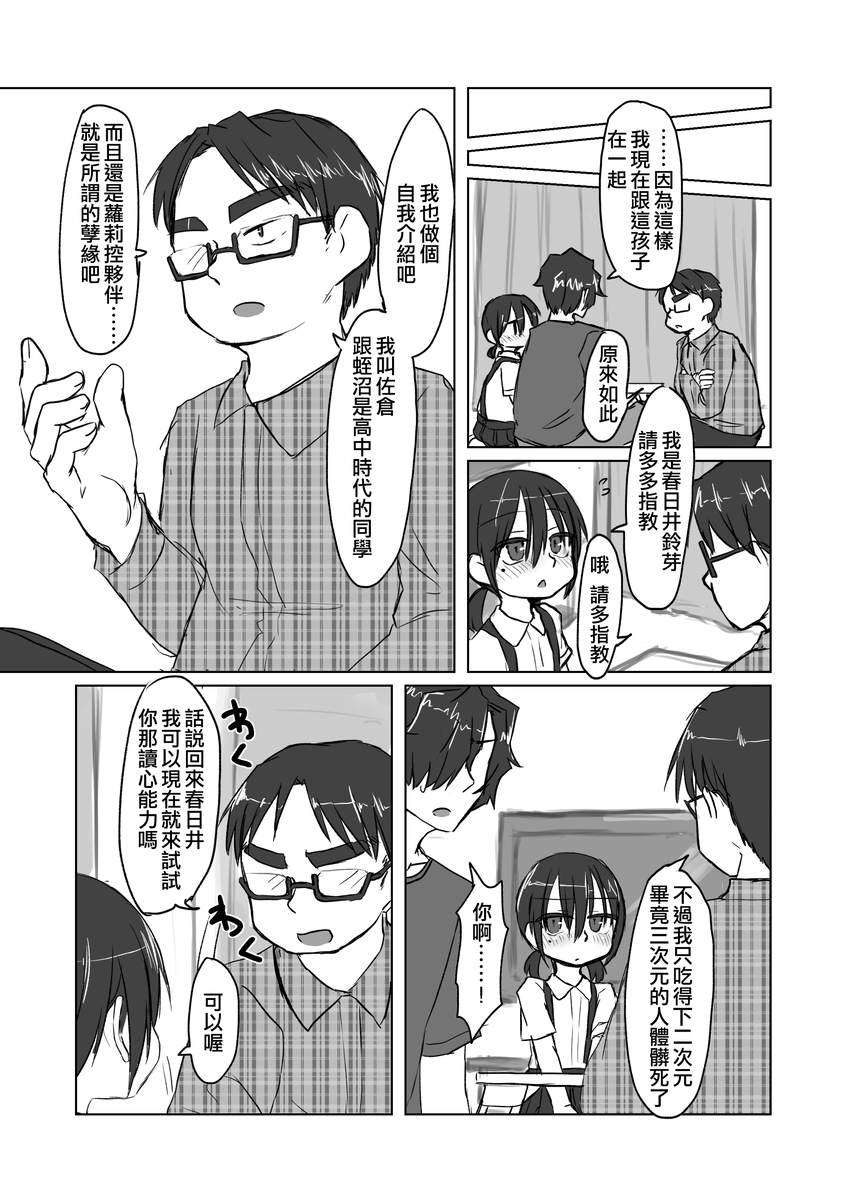 ……因為這樣
我現在跟這孩子
在一起
原來如此
我是春日井鈴芽
請多多指教
哦 請多指教
我也做個
自我介紹吧
我叫佐倉
跟蛭沼是高中時代的同學
而且還是蘿莉控夥伴……
就是所謂的孽緣吧
不過我只吃得下二次元
畢竟三次元的人體髒死了
你啊……！
わく
わく
話說回來春日井
我可以現在就來試試
你那讀心能力嗎
可以喔